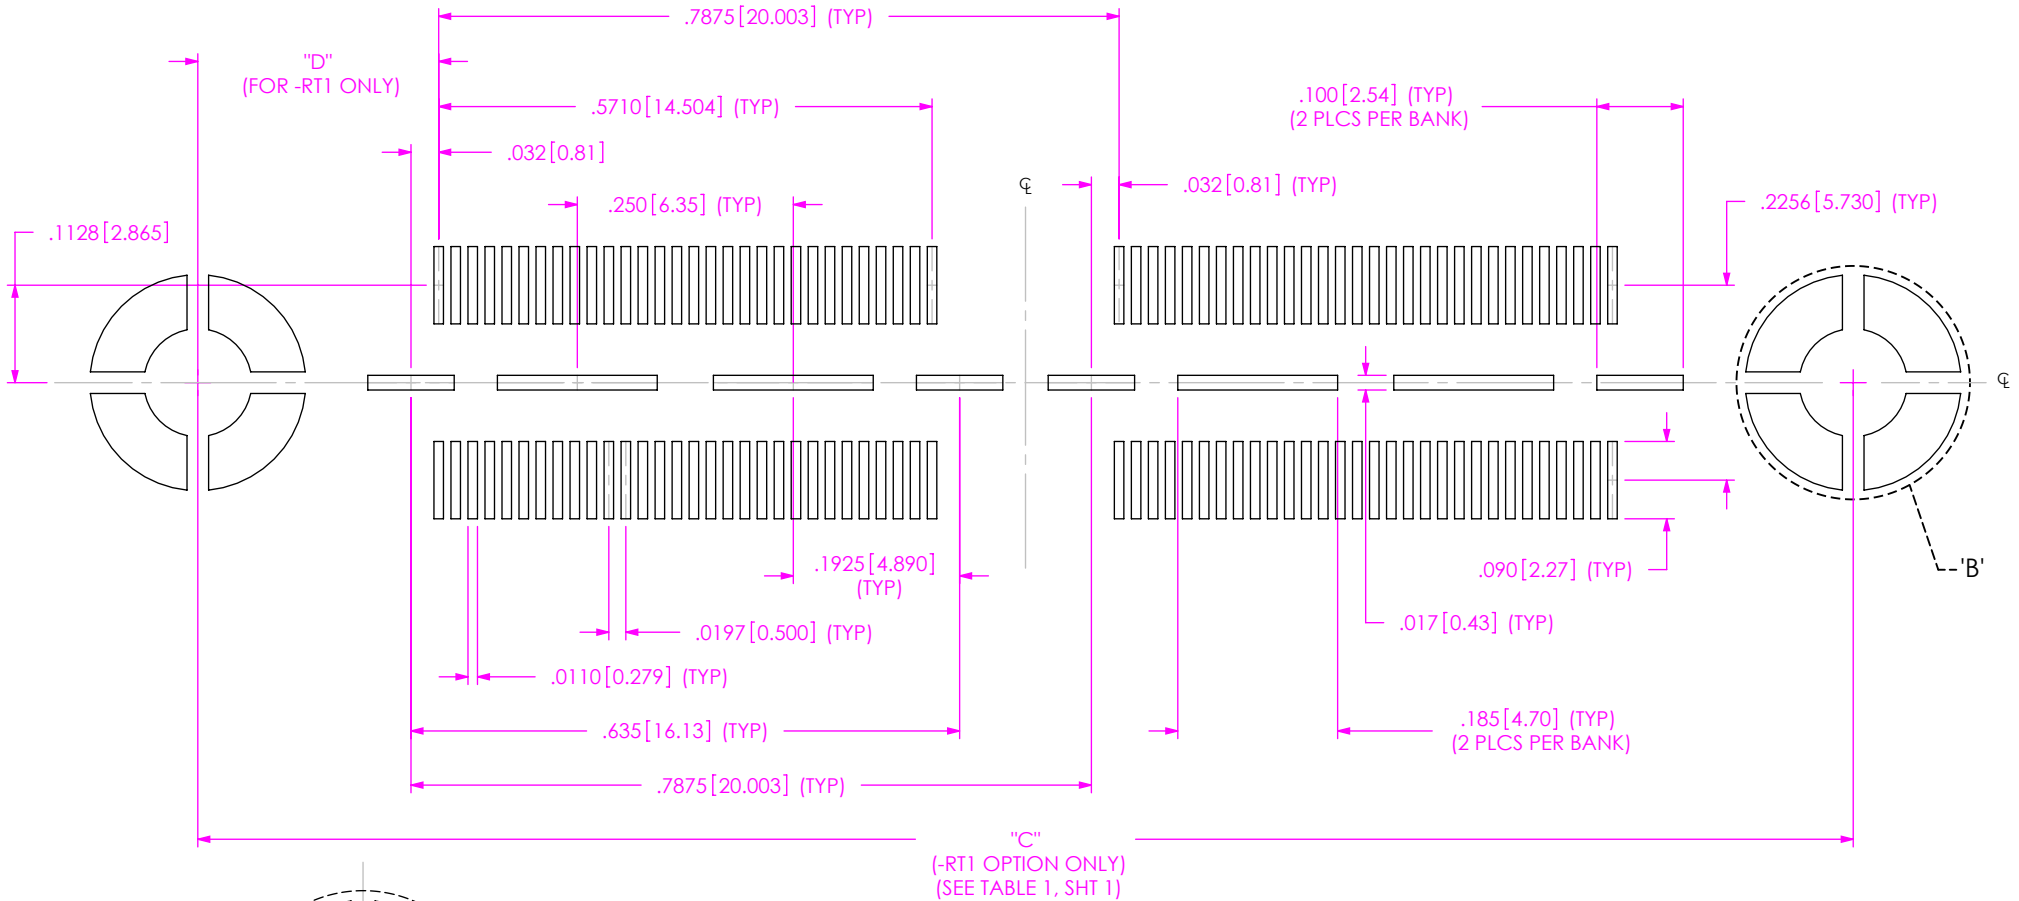 .7875[20.003] (TYP)
"D"
(FOR -RT1 ONLY)
.5710[14.504] (TYP)
.100[2.54] (TYP)
(2 PLCS PER BANK)
.032[0.81]
.032[0.81] (TYP)
.250[6.35] (TYP)
.2256[5.730] (TYP)
.1128[2.865]
℄
℄
.1925[4.890]
(TYP)
.090[2.27] (TYP)
'B'
.017[0.43] (TYP)
.0197[0.500] (TYP)
.0110[0.279] (TYP)
.635[16.13] (TYP)
.185[4.70] (TYP)
(2 PLCS PER BANK)
.7875[20.003] (TYP)
"C"
(-RT1 OPTION ONLY)
(SEE TABLE 1, SHT 1)